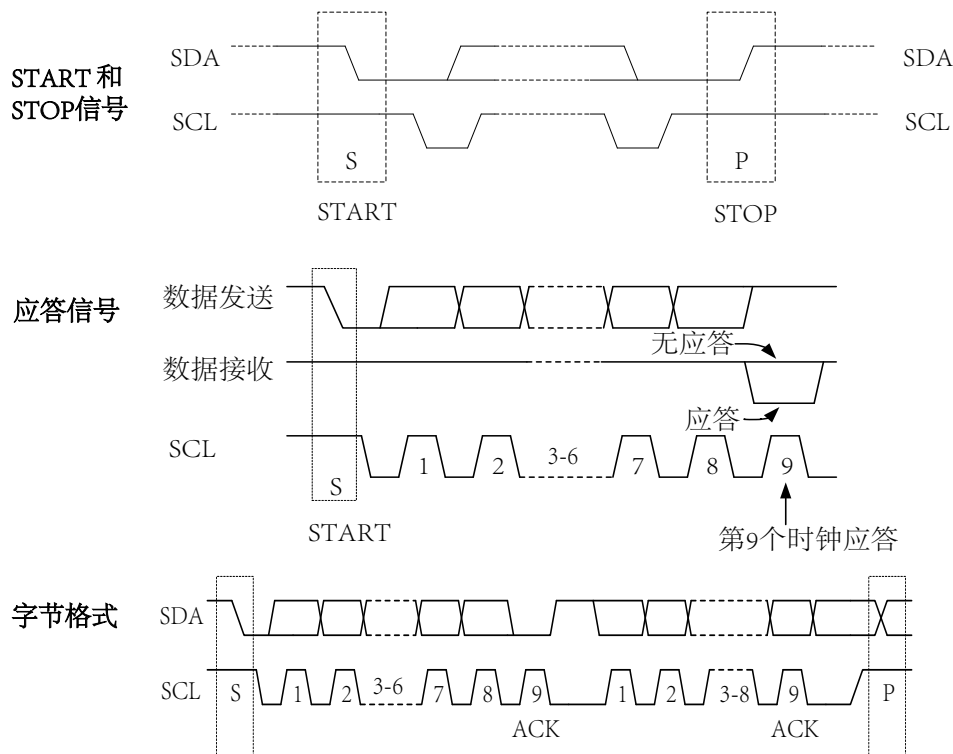 START 和
STOP信号
SDA
SDA
SCL
SCL
S
P
START
STOP
应答信号
数据发送
无应答
数据接收
应答
SCL
1
2
3-6
7
8
9
S
START
第9个时钟应答
字节格式
SDA
SCL
S
1
2
3-6
7
8
9
1
2
3-8
9
P
ACK
ACK